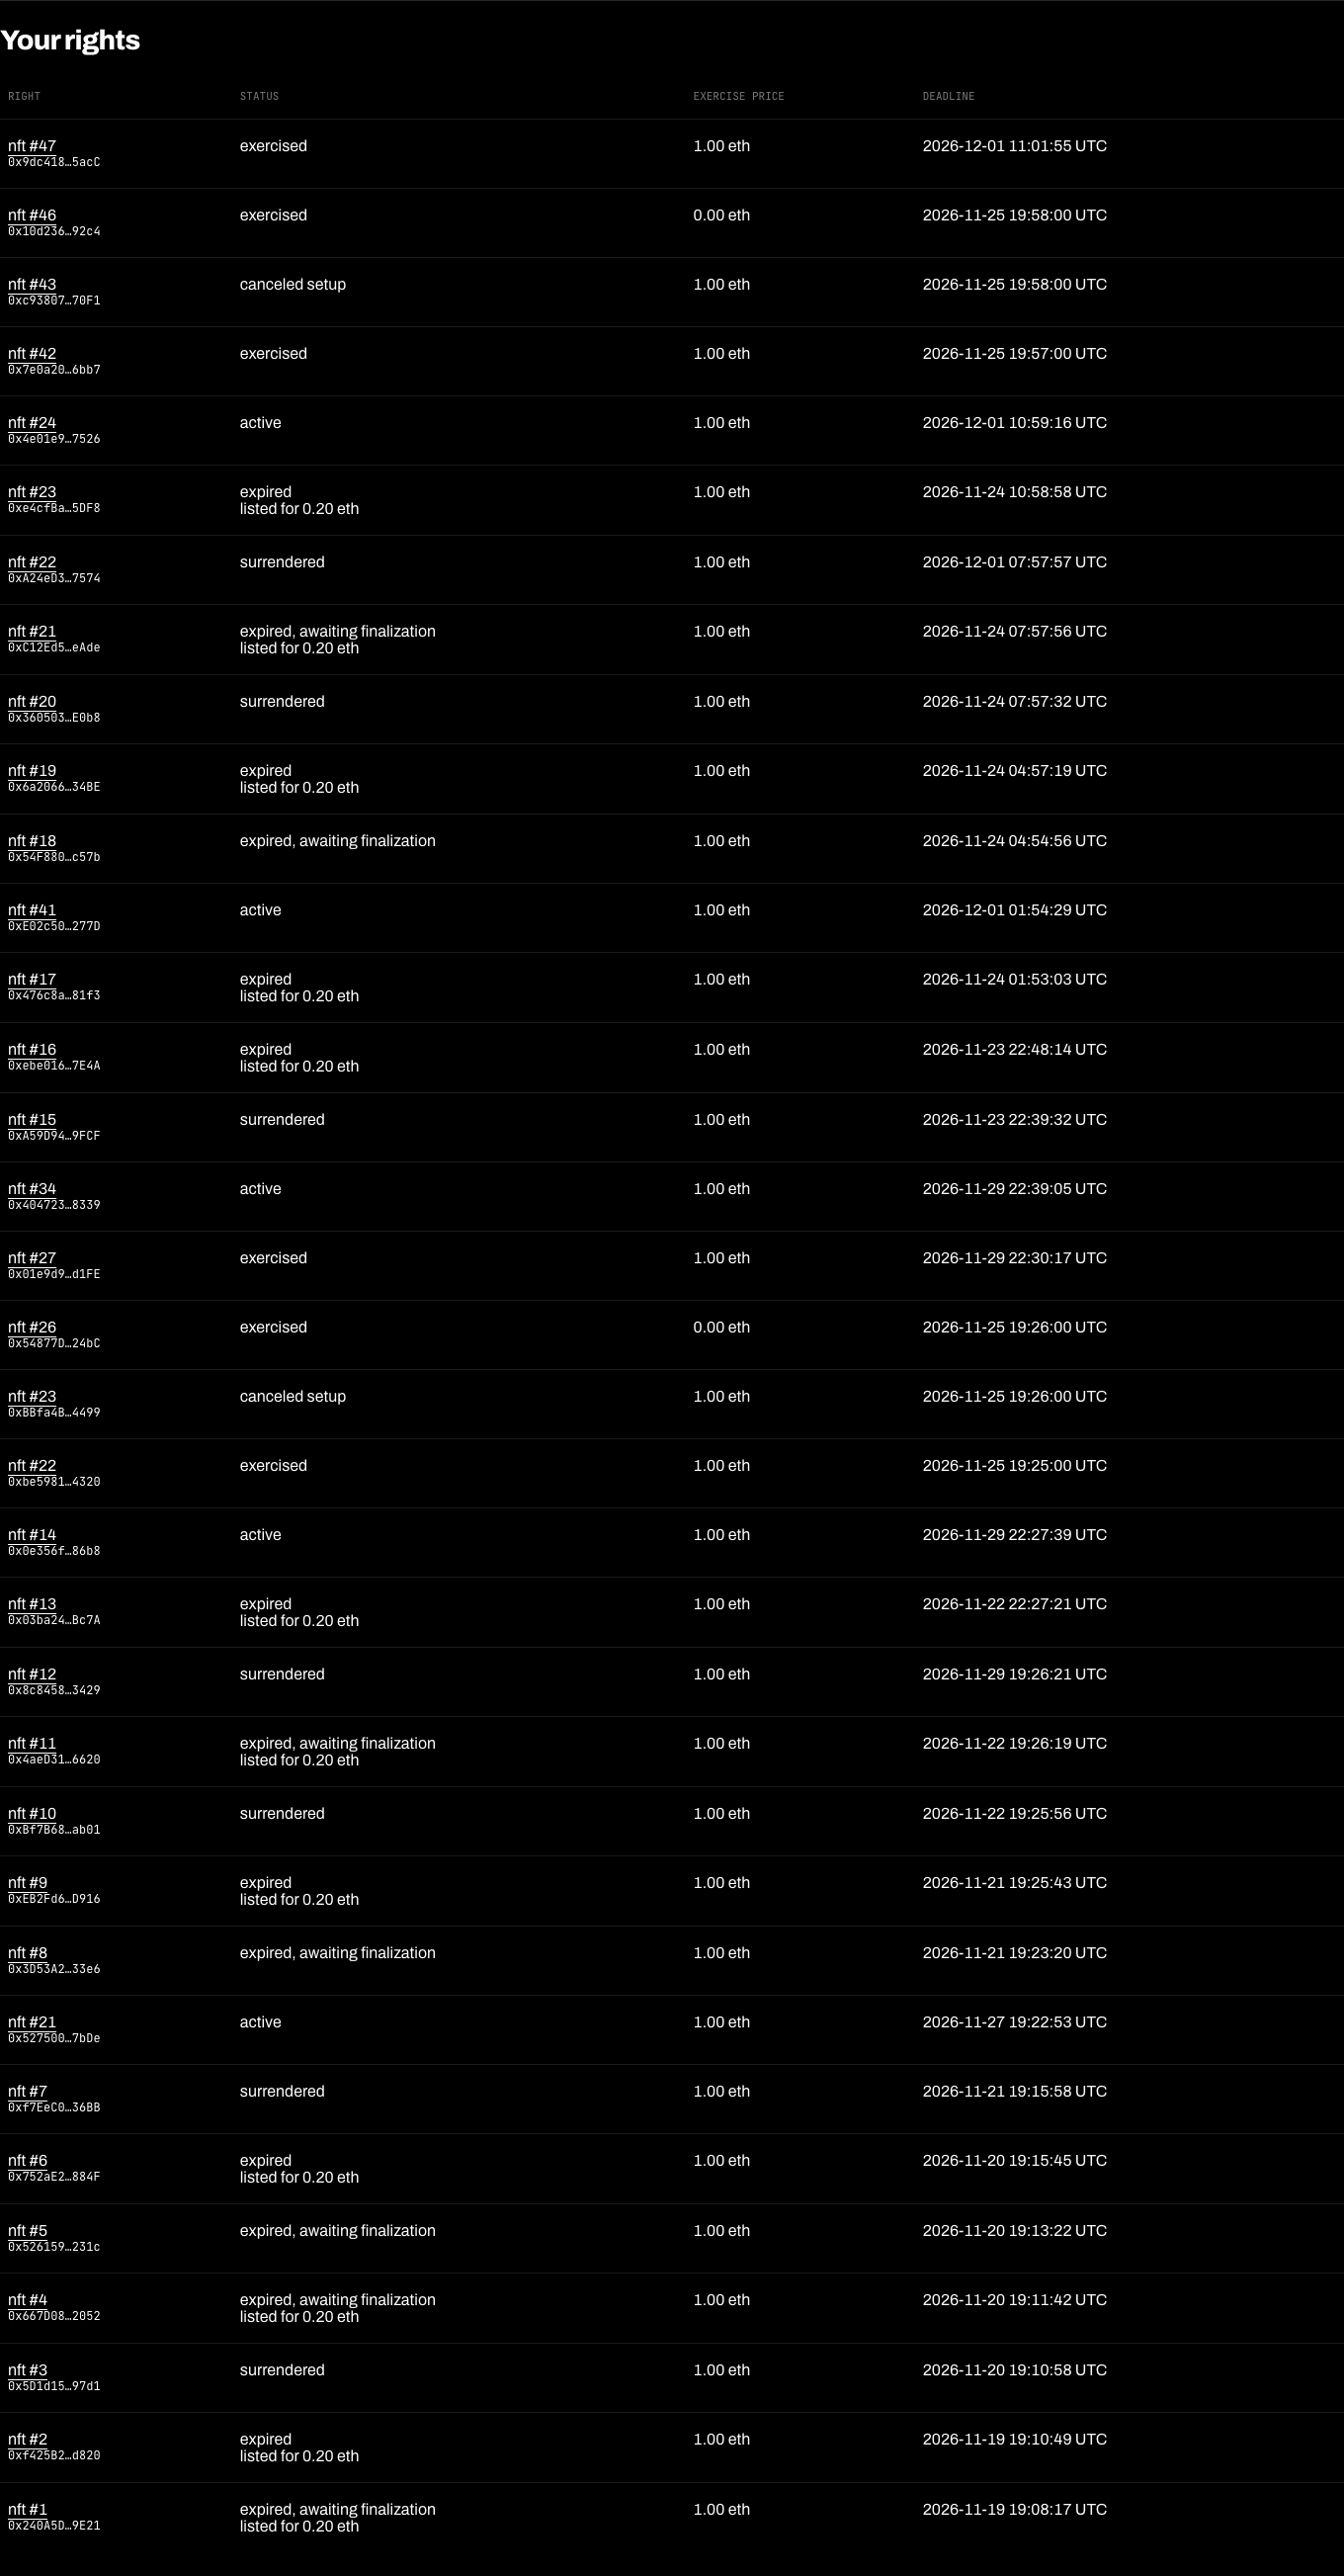 Your rights
RIGHT STATUS EXERCISE PRICE DEADLINE
nft #47 exercised 1.00 eth 2026-12-01 11:01:55 UTC
0x9dc418…5acC
nft #46 exercised 0.00 eth 2026-11-25 19:58:00 UTC
0x10d236…92c4
nft #43 canceled setup 1.00 eth 2026-11-25 19:58:00 UTC
0xc93807…70F1
nft #42 exercised 1.00 eth 2026-11-25 19:57:00 UTC
0x7e0a20…6bb7
nft #24 active 1.00 eth 2026-12-01 10:59:16 UTC
0x4e01e9…7526
nft #23 expired 1.00 eth 2026-11-24 10:58:58 UTC
0xe4cfBa…5DF8 listed for 0.20 eth
nft #22 surrendered 1.00 eth 2026-12-01 07:57:57 UTC
0xA24eD3…7574
nft #21 expired, awaiting finalization 1.00 eth 2026-11-24 07:57:56 UTC
0xC12Ed5…eAde listed for 0.20 eth
nft #20 surrendered 1.00 eth 2026-11-24 07:57:32 UTC
0x360503…E0b8
nft #19 expired 1.00 eth 2026-11-24 04:57:19 UTC
0x6a2066…34BE listed for 0.20 eth
nft #18 expired, awaiting finalization 1.00 eth 2026-11-24 04:54:56 UTC
0x54F880…c57b
nft #41 active 1.00 eth 2026-12-01 01:54:29 UTC
0xE02c50…277D
nft #17 expired 1.00 eth 2026-11-24 01:53:03 UTC
0x476c8a…81f3 listed for 0.20 eth
nft #16 expired 1.00 eth 2026-11-23 22:48:14 UTC
0xebe016…7E4A listed for 0.20 eth
nft #15 surrendered 1.00 eth 2026-11-23 22:39:32 UTC
0xA59D94…9FCF
nft #34 active 1.00 eth 2026-11-29 22:39:05 UTC
0x404723…8339
nft #27 exercised 1.00 eth 2026-11-29 22:30:17 UTC
0x01e9d9…d1FE
nft #26 exercised 0.00 eth 2026-11-25 19:26:00 UTC
0x54877D…24bC
nft #23 canceled setup 1.00 eth 2026-11-25 19:26:00 UTC
0xBBfa4B…4499
nft #22 exercised 1.00 eth 2026-11-25 19:25:00 UTC
0xbe5981…4320
nft #14 active 1.00 eth 2026-11-29 22:27:39 UTC
0x0e356f…86b8
nft #13 expired 1.00 eth 2026-11-22 22:27:21 UTC
0x03ba24…Bc7A listed for 0.20 eth
nft #12 surrendered 1.00 eth 2026-11-29 19:26:21 UTC
0x8c8458…3429
nft #11 expired, awaiting finalization 1.00 eth 2026-11-22 19:26:19 UTC
0x4aeD31…6620 listed for 0.20 eth
nft #10 surrendered 1.00 eth 2026-11-22 19:25:56 UTC
0xBf7B68…ab01
nft #9 expired 1.00 eth 2026-11-21 19:25:43 UTC
0xEB2Fd6…D916 listed for 0.20 eth
nft #8 expired, awaiting finalization 1.00 eth 2026-11-21 19:23:20 UTC
0x3D53A2…33e6
nft #21 active 1.00 eth 2026-11-27 19:22:53 UTC
0x527500…7bDe
nft #7 surrendered 1.00 eth 2026-11-21 19:15:58 UTC
0xf7EeC0…36BB
nft #6 expired 1.00 eth 2026-11-20 19:15:45 UTC
0x752aE2…884F listed for 0.20 eth
nft #5 expired, awaiting finalization 1.00 eth 2026-11-20 19:13:22 UTC
0x526159…231c
nft #4 expired, awaiting finalization 1.00 eth 2026-11-20 19:11:42 UTC
0x667D08…2052 listed for 0.20 eth
nft #3 surrendered 1.00 eth 2026-11-20 19:10:58 UTC
0x5D1d15…97d1
nft #2 expired 1.00 eth 2026-11-19 19:10:49 UTC
0xf425B2…d820 listed for 0.20 eth
nft #1 expired, awaiting finalization 1.00 eth 2026-11-19 19:08:17 UTC
0x240A5D…9E21 listed for 0.20 eth